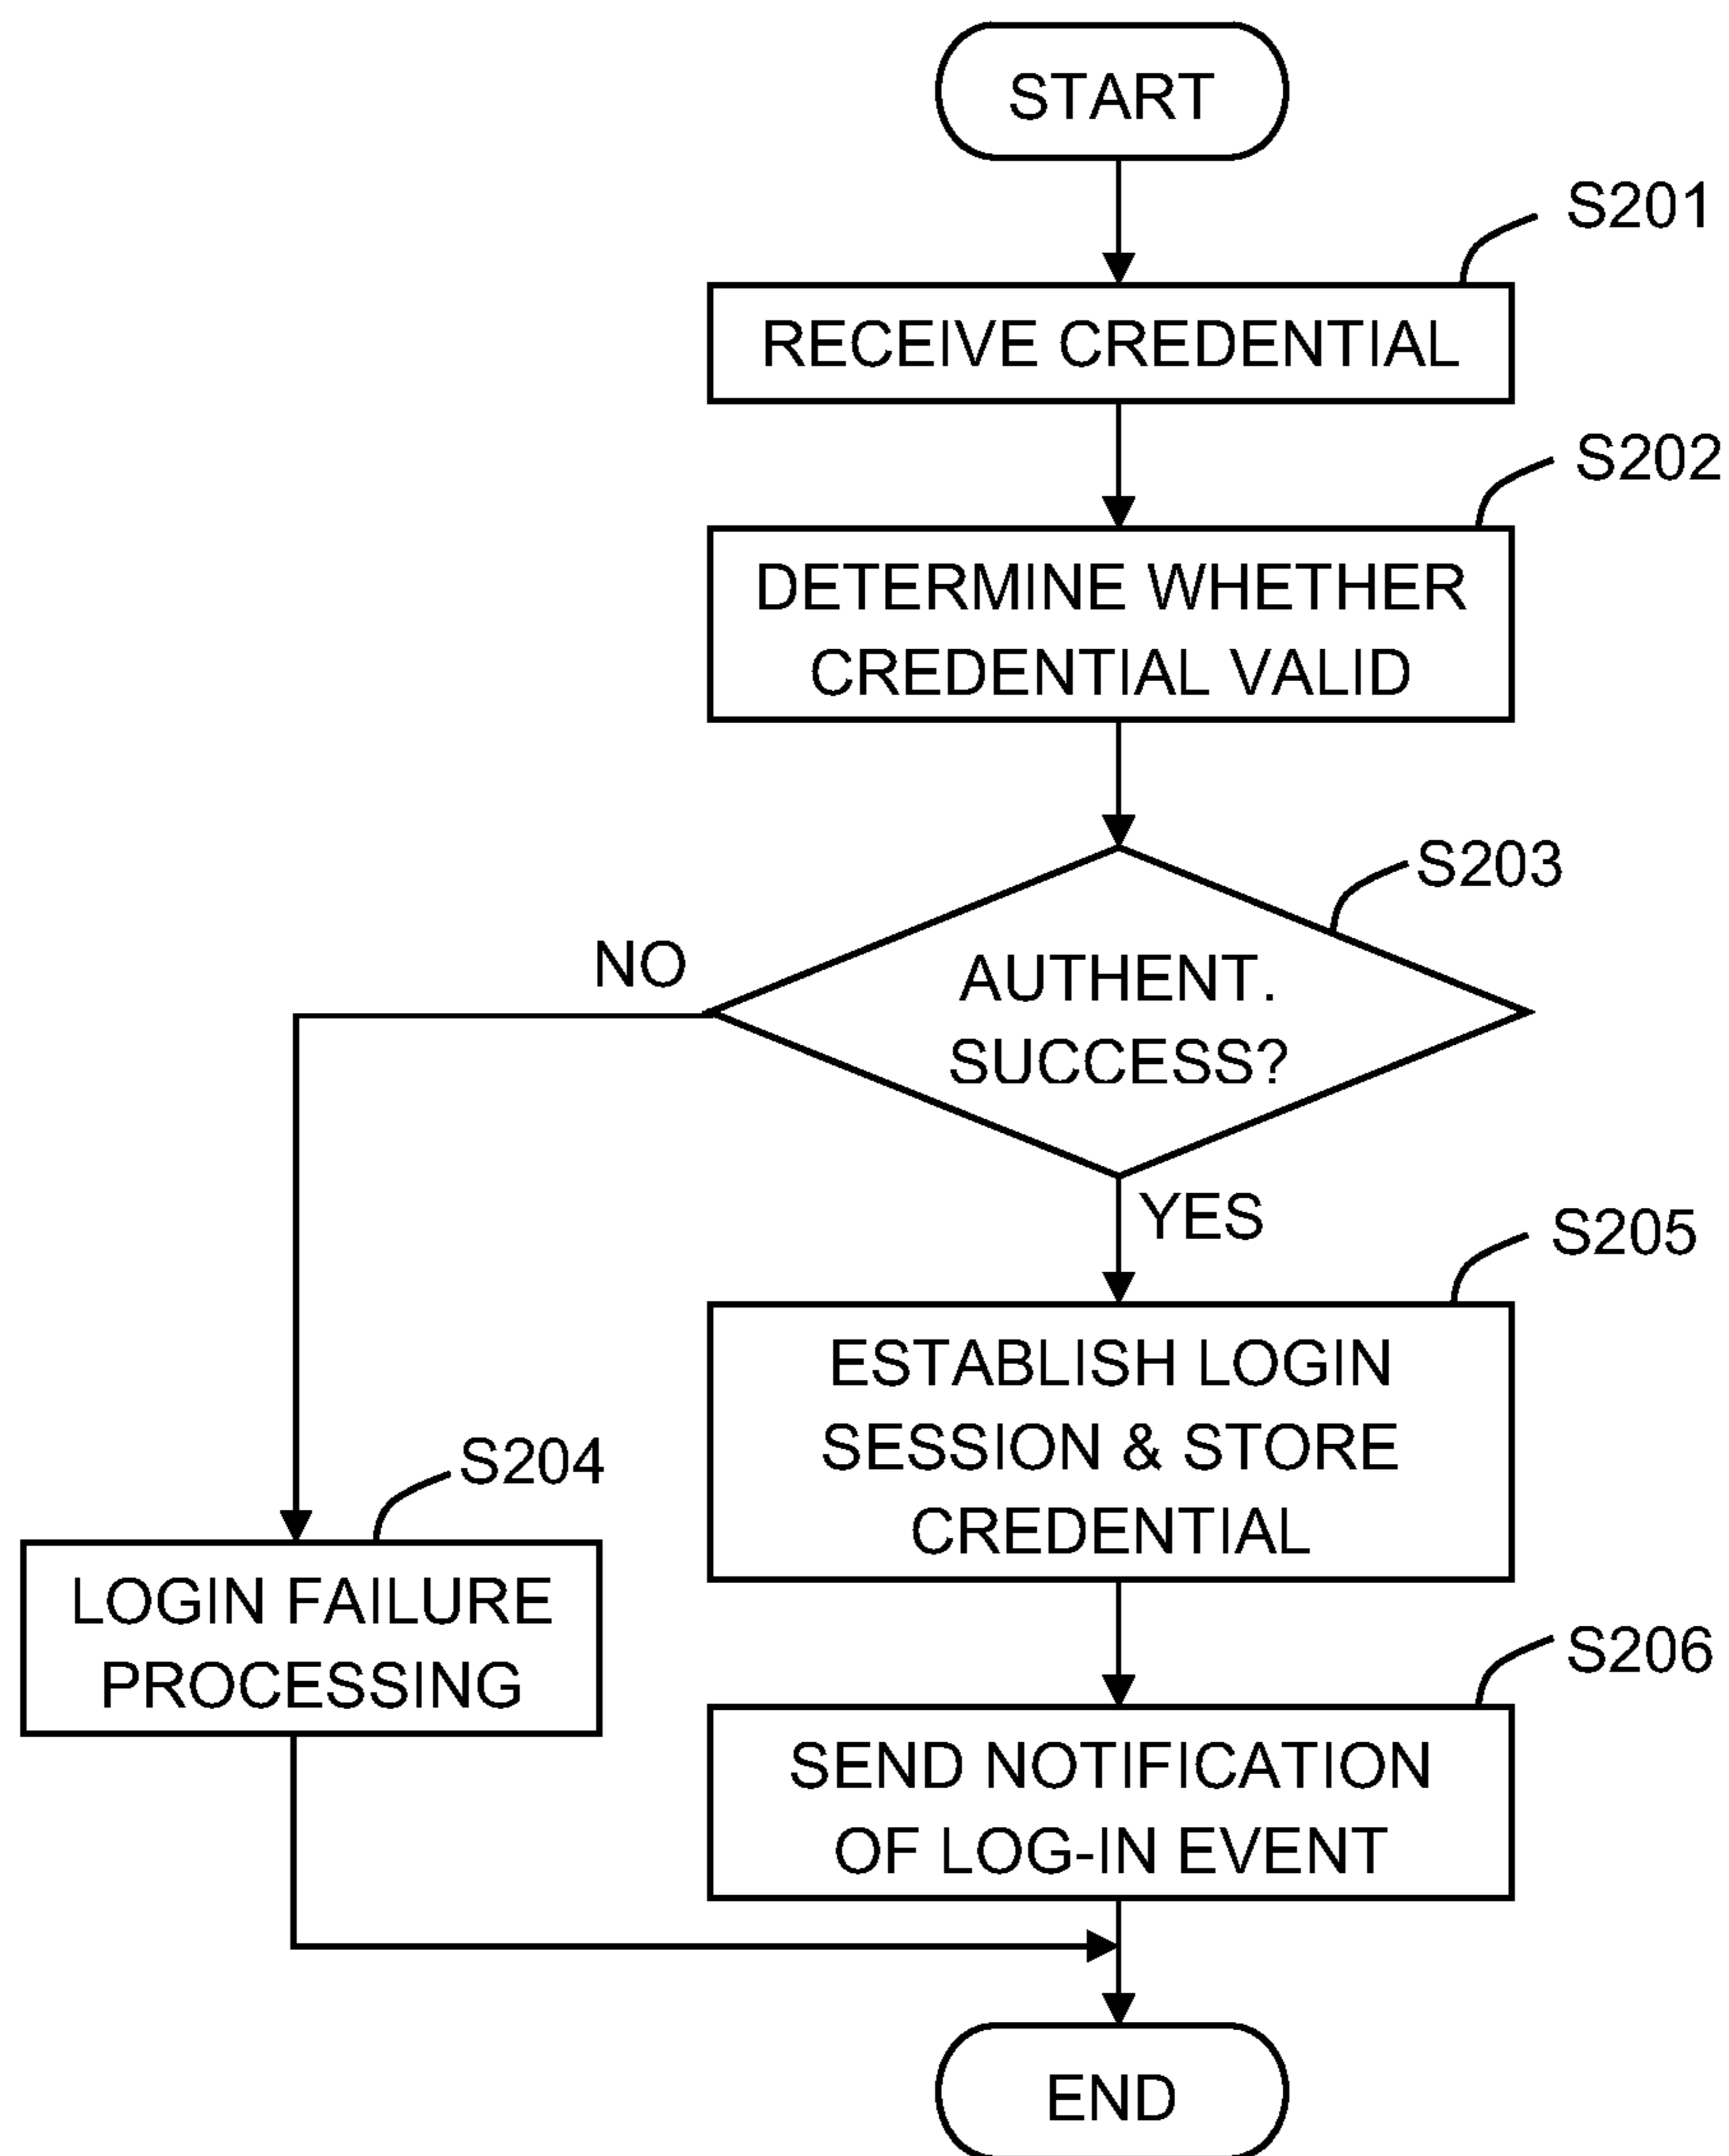 START
S201
RECEIVE CREDENTIAL
S202
DETERMINE WHETHER
CREDENTIAL VALID
S203
NO
AUTHENT.
SUCCESS?
YES
S205
ESTABLISH LOGIN
SESSION & STORE
CREDENTIAL
S204
LOGIN FAILURE
PROCESSING
S206
SEND NOTIFICATION
OF LOG-IN EVENT
END